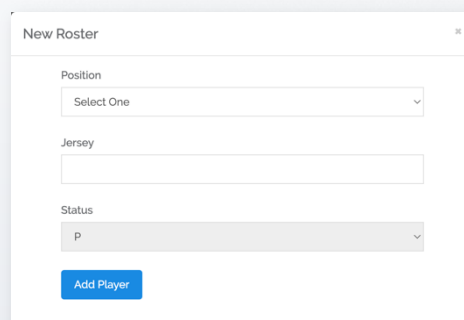 New Roster
×
Position
Select One
Jersey
Status
P
Add Player